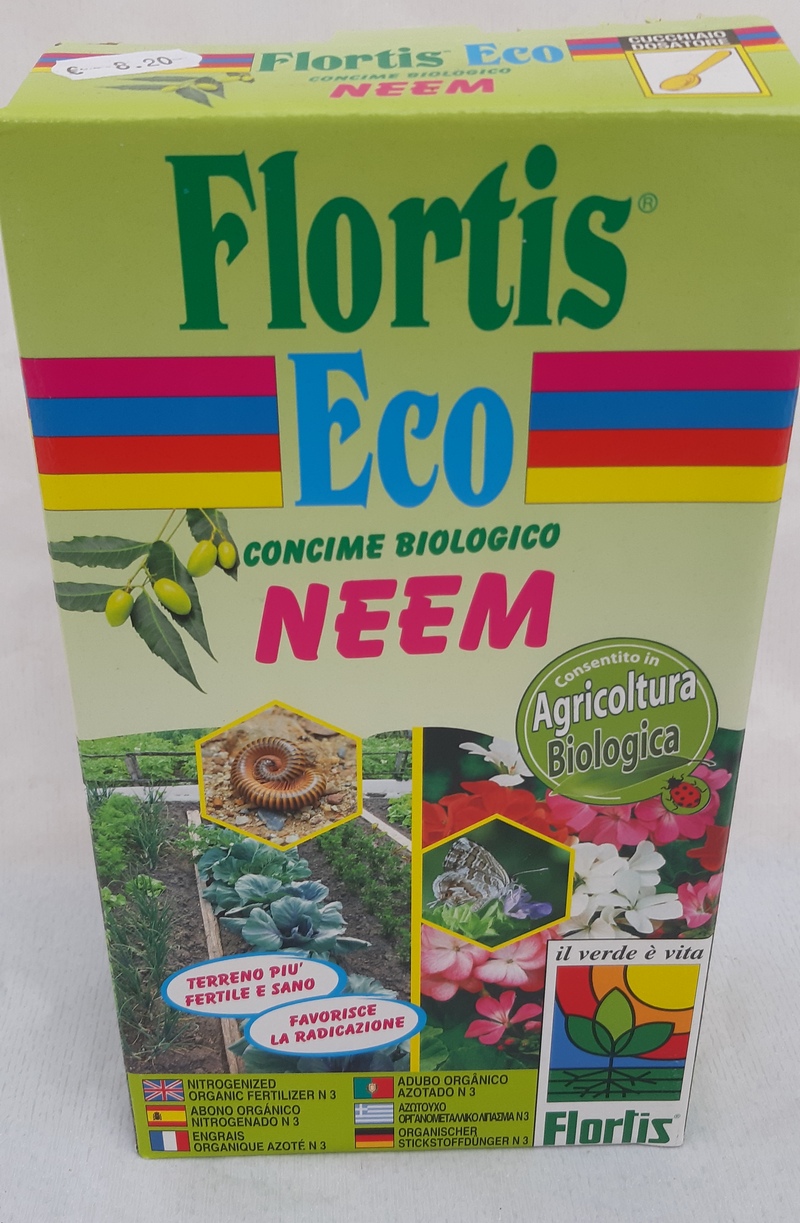 € 8.20
Flortis Eco
CONCIME BIOLOGICO
NEEM
CUCCHIAIO
DOSATORE
Flortis®
Eco
CONCIME BIOLOGICO
NEEM
Consentito in
Agricoltura
Biologica
TERRENO PIU'
FERTILE E SANO
FAVORISCE
LA RADICAZIONE
il verde è vita
Flortis®
NITROGENIZED
ORGANIC FERTILIZER N 3
ABONO ORGÁNICO
NITROGENADO N 3
ENGRAIS
ORGANIQUE AZOTÉ N 3
ADUBO ORGÂNICO
AZOTADO N 3
ΑΖΩΤΟΥΧΟ
ΟΡΓΑΝΟΜΕΤΑΛΛΙΚΟ ΛΙΠΑΣΜΑ N 3
ORGANISCHER
STICKSTOFFDÜNGER N 3